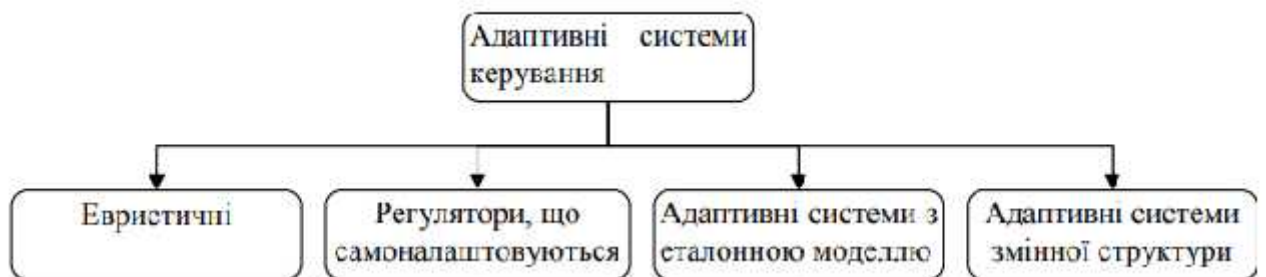 Адаптивні системи
керування
Евристичні
Регулятори, що
самоналаштовуються
Адаптивні системи з
еталонною моделлю
Адаптивні системи
змінної структури